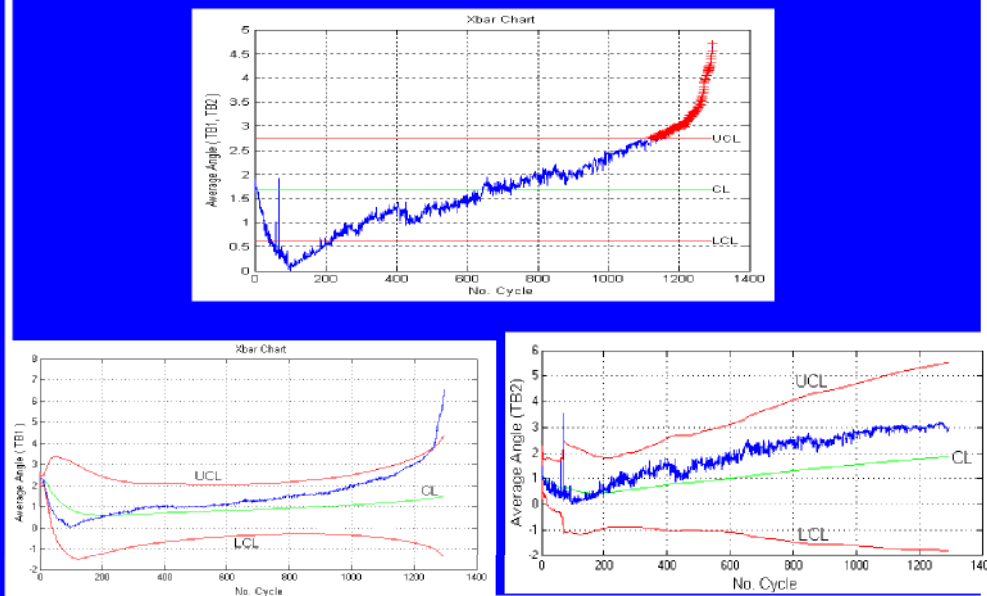 Xbar Chart
5
4.5
4
3.5
3
2.5
2
1.5
1
0.5
0
Average Angle (TB1, TB2)
UCL
CL
LCL
0 200 400 600 800 1000 1200 1400
No. Cycle
Xbar Chart
8
7
6
5
4
3
2
1
0
-1
-2
Average Angle (TB1)
UCL
CL
LCL
0 200 400 600 800 1000 1200 1400
No. Cycle
6
5
4
3
2
1
0
-1
-2
Average Angle (TB2)
UCL
CL
LCL
0 200 400 600 800 1000 1200 1400
No. Cycle